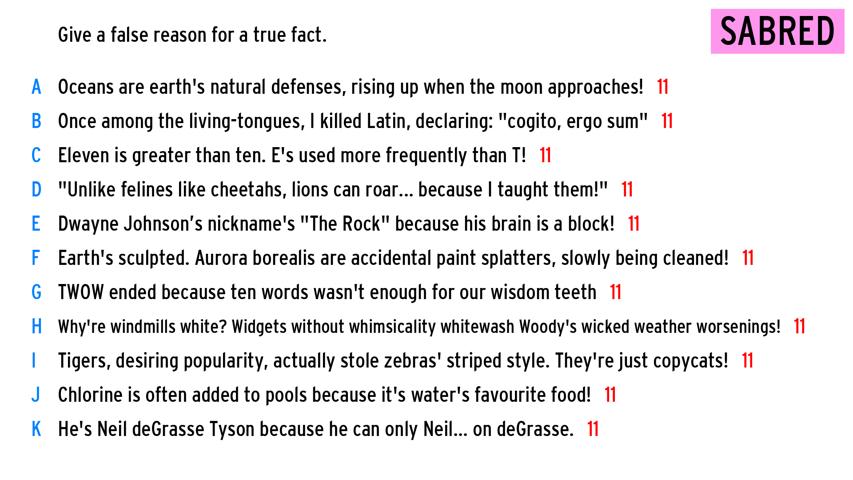 Give a false reason for a true fact.
SABRED
A Oceans are earth's natural defenses, rising up when the moon approaches! 11
B Once among the living-tongues, I killed Latin, declaring: "cogito, ergo sum" 11
C Eleven is greater than ten. E's used more frequently than T! 11
D "Unlike felines like cheetahs, lions can roar... because I taught them!" 11
E Dwayne Johnson’s nickname's "The Rock" because his brain is a block! 11
F Earth's sculpted. Aurora borealis are accidental paint splatters, slowly being cleaned! 11
G TWOW ended because ten words wasn't enough for our wisdom teeth 11
H Why're windmills white? Widgets without whimsicality whitewash Woody's wicked weather worsenings! 11
I Tigers, desiring popularity, actually stole zebras' striped style. They're just copycats! 11
J Chlorine is often added to pools because it's water's favourite food! 11
K He's Neil deGrasse Tyson because he can only Neil... on deGrasse. 11